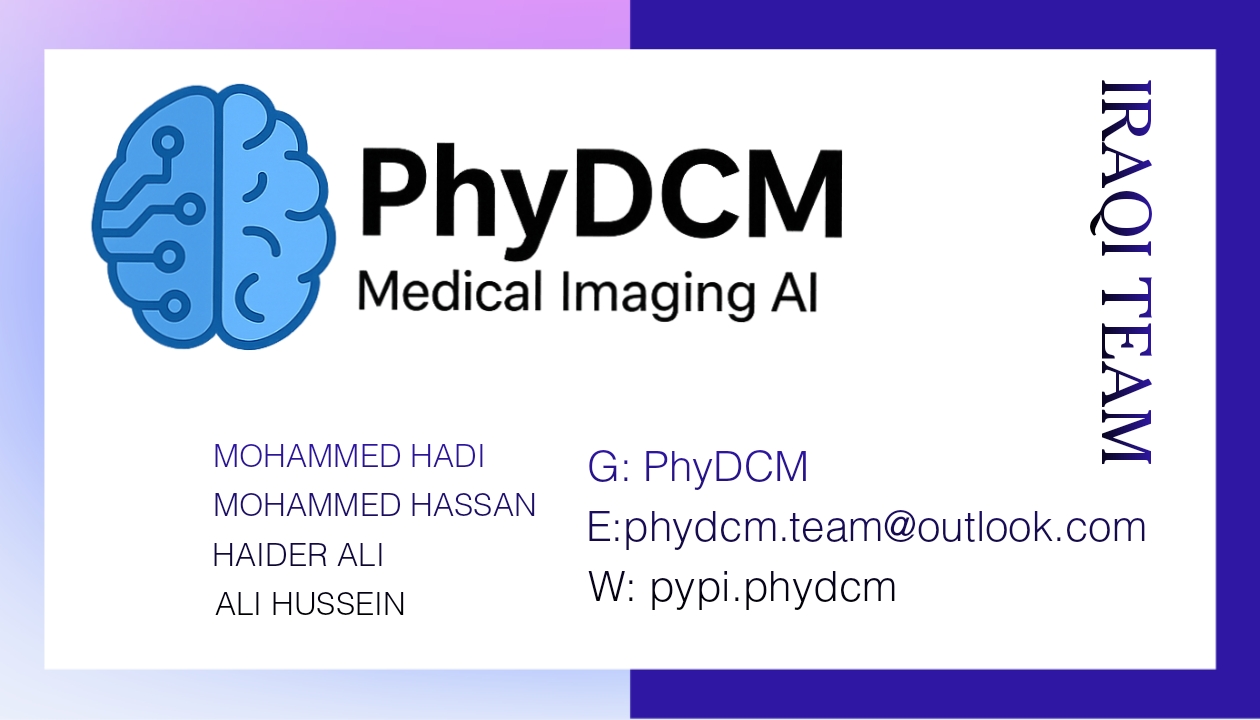 PhyDCM
Medical Imaging AI
IRAQI TEAM
MOHAMMED HADI
MOHAMMED HASSAN
HAIDER ALI
ALI HUSSEIN
G: PhyDCM
E:phydcm.team@outlook.com
W: pypi.phydcm